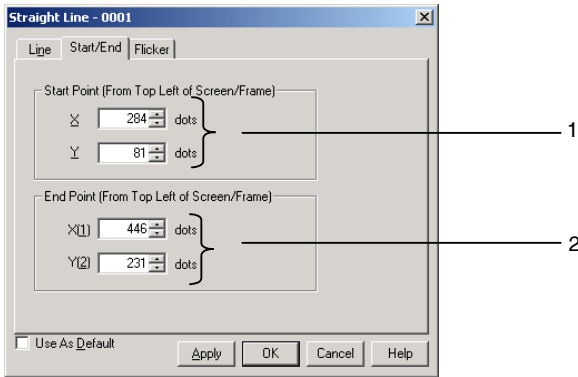 Straight Line - 0001
Line Start/End Flicker
Start Point (From Top Left of Screen/Frame)
X 284 dots
1
Y 81 dots
End Point (From Top Left of Screen/Frame)
X(1) 446 dots
2
Y(2) 231 dots
Use As Default
Apply OK Cancel Help